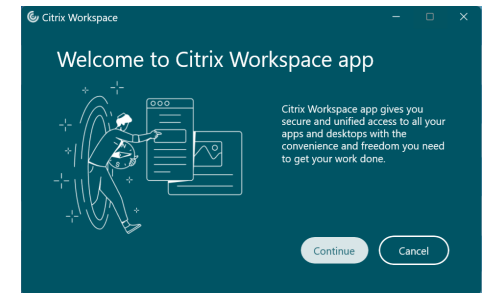 Citrix Workspace
Welcome to Citrix Workspace app
Citrix Workspace app gives you
secure and unified access to all your
apps and desktops with the
convenience and freedom you need
to get your work done.
Continue
Cancel